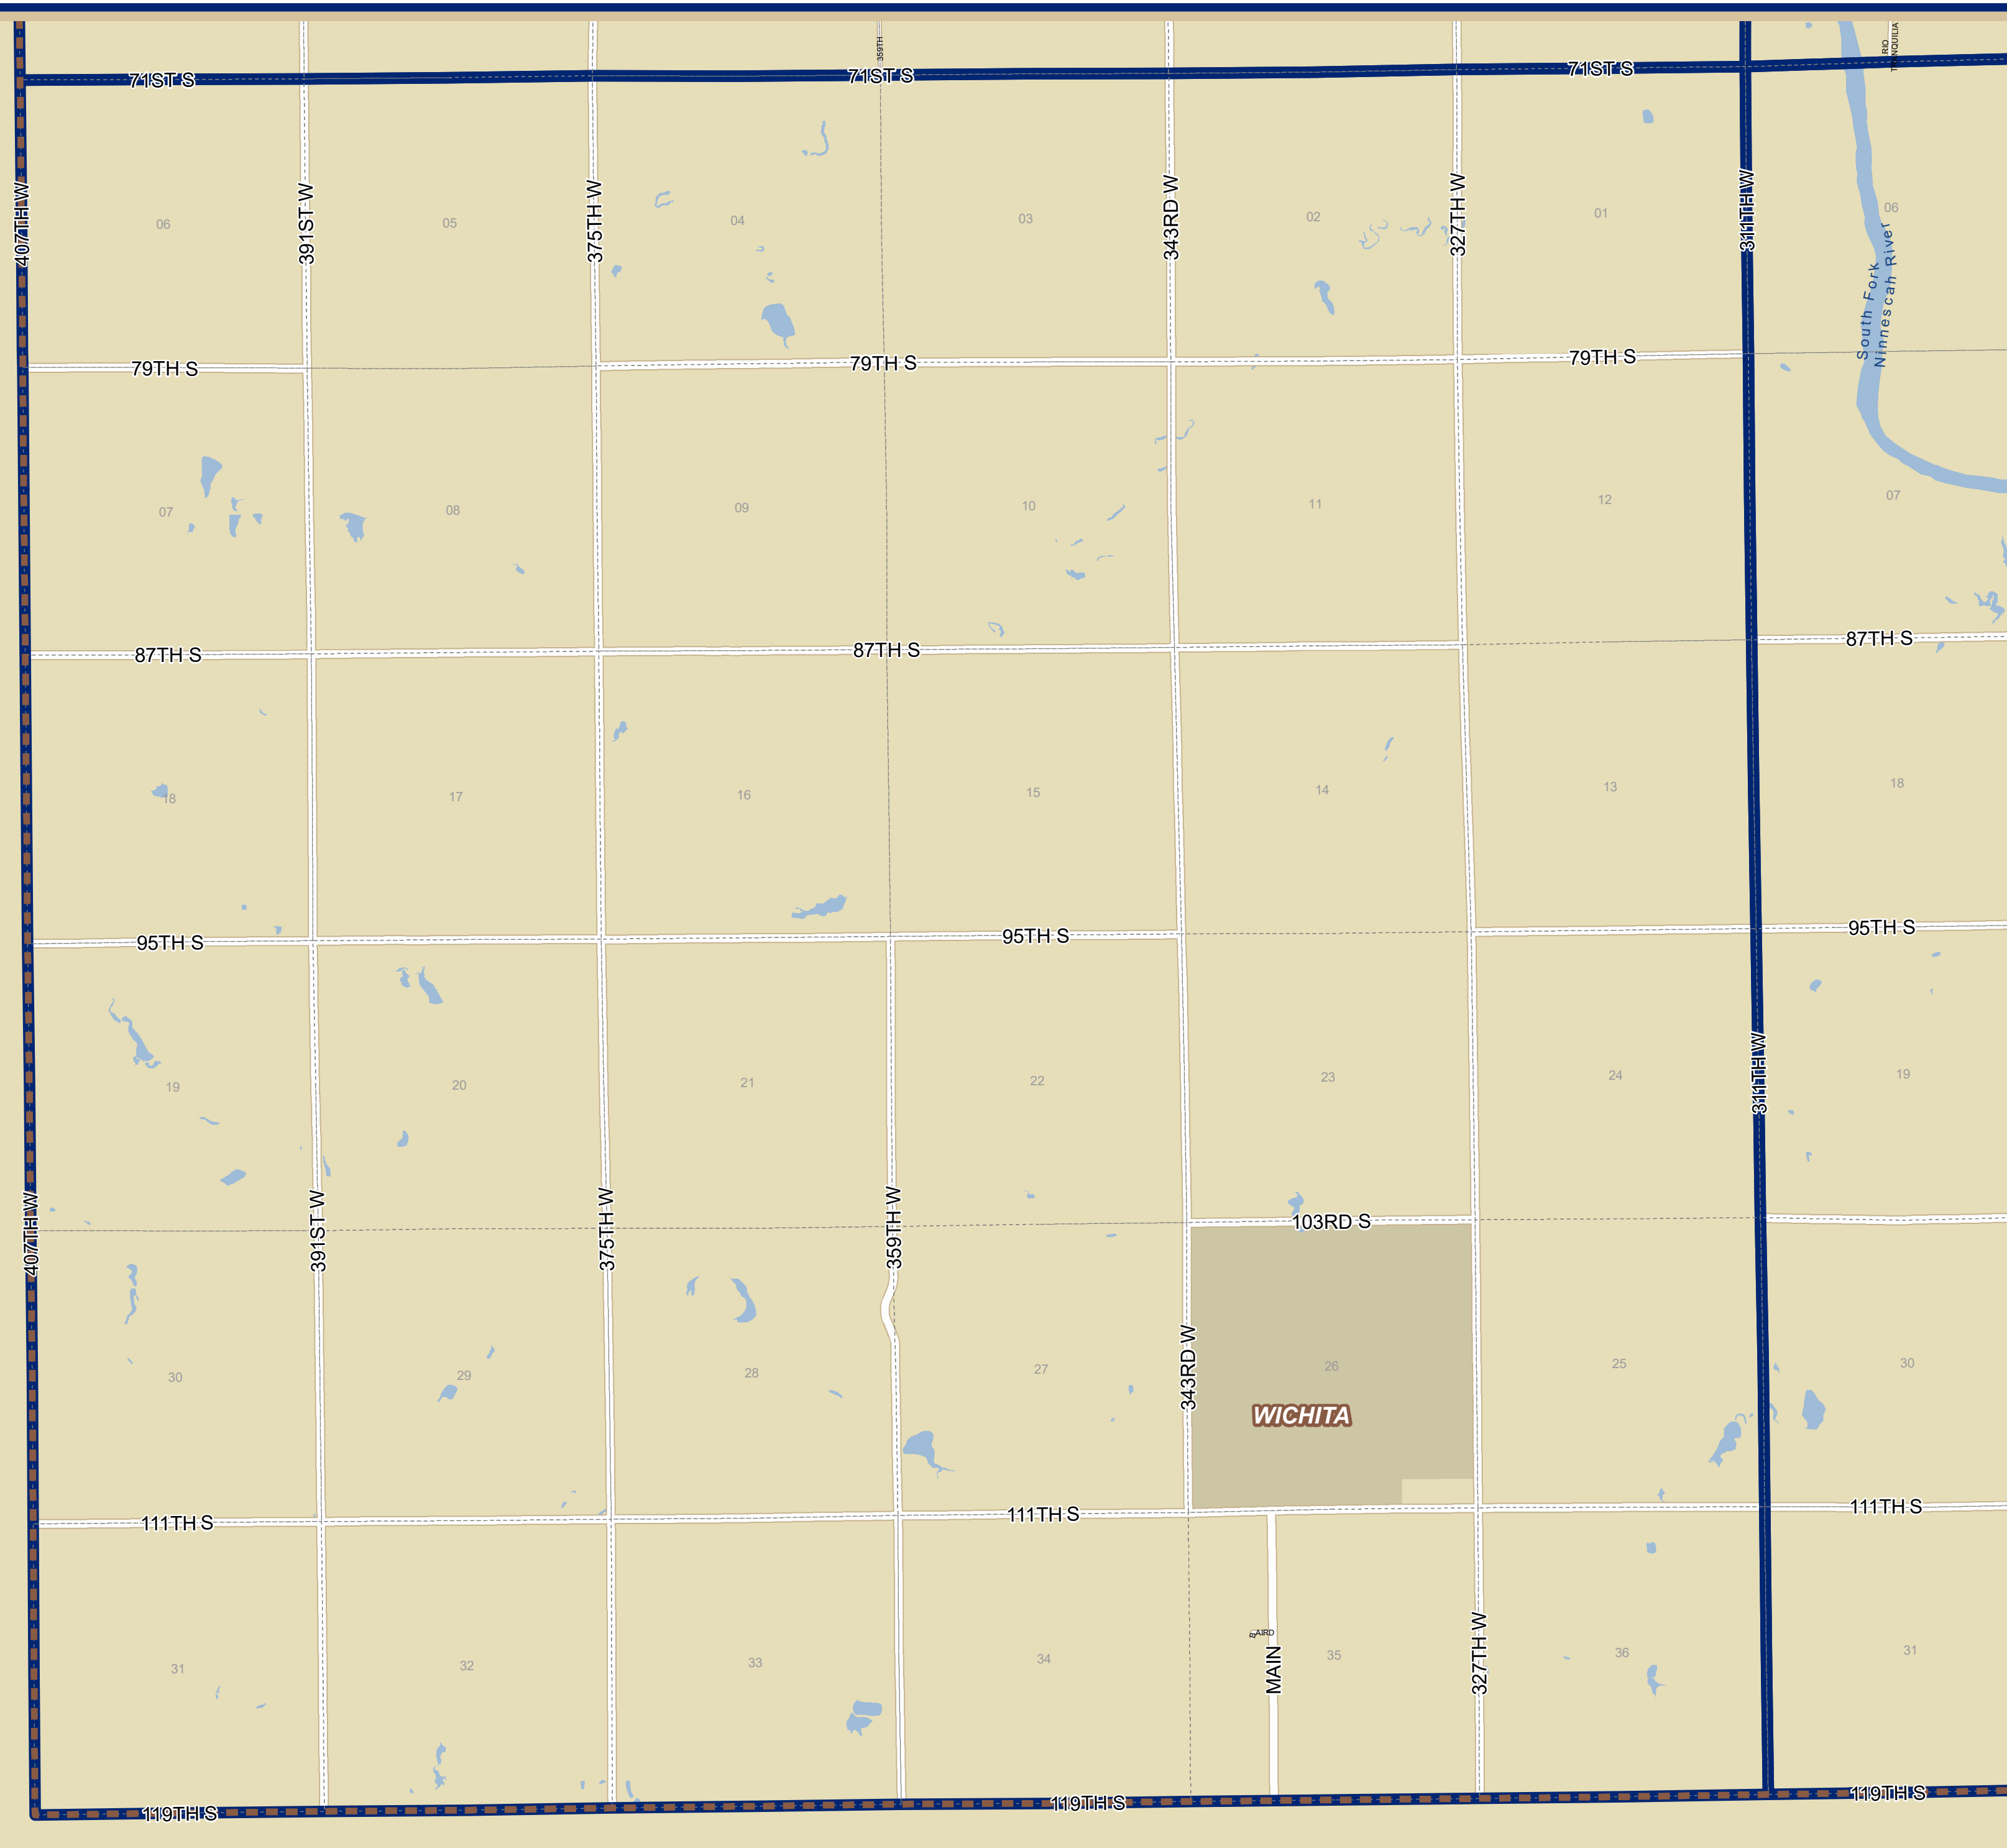 359TH
RIO
TRANQUILIA
71ST S
71ST S
71ST S
407TH W
391ST W
375TH W
343RD W
327TH W
311TH W
06
05
04
03
02
01
06
South Fork
Ninnescah River
79TH S
79TH S
79TH S
07
08
09
10
11
12
07
87TH S
87TH S
87TH S
18
17
16
15
14
13
18
95TH S
95TH S
95TH S
311TH W
19
20
21
22
23
24
19
407TH W
391ST W
375TH W
359TH W
103RD S
343RD W
30
29
28
27
26
25
30
WICHITA
111TH S
111TH S
111TH S
BAIRD
MAIN
327TH W
31
32
33
34
35
36
31
119TH S
119TH S
119TH S